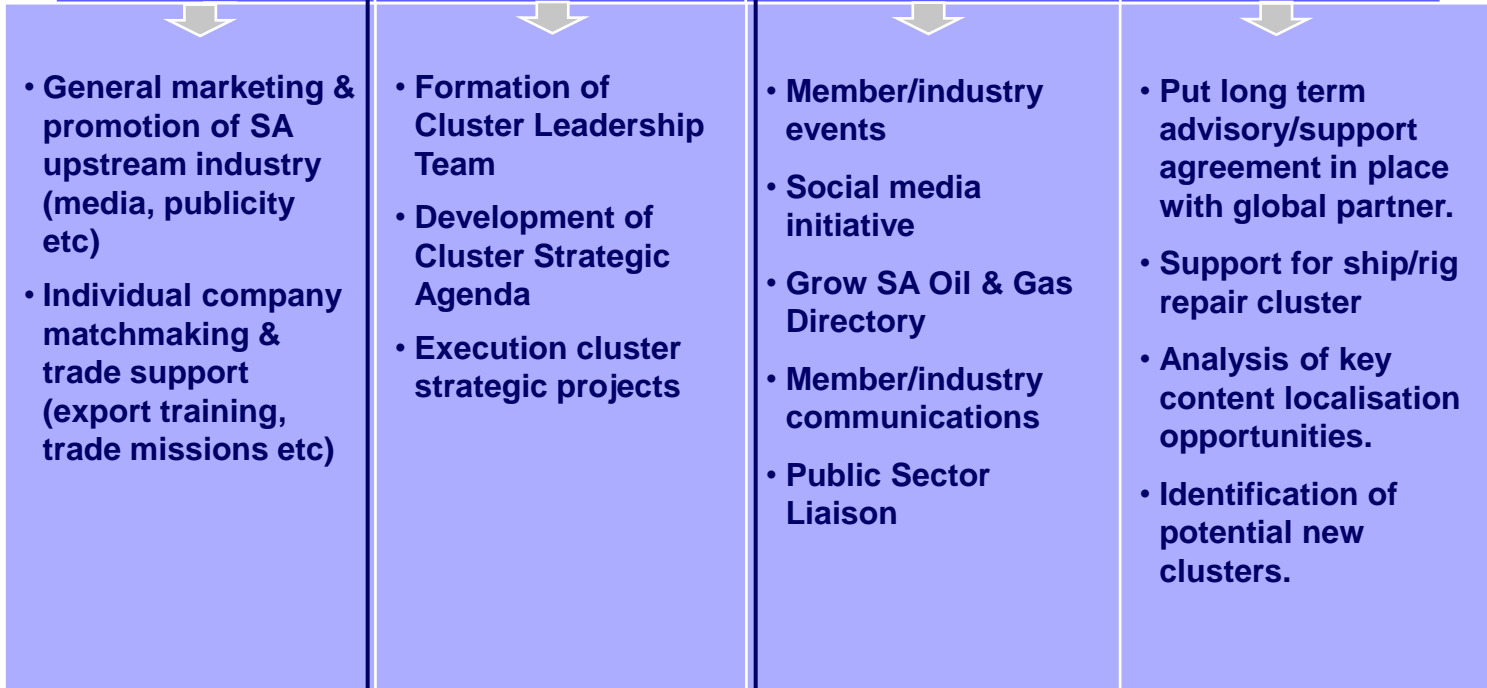 • General marketing &
promotion of SA
upstream industry
(media, publicity
etc)
• Individual company
matchmaking &
trade support
(export training,
trade missions etc)
• Formation of
Cluster Leadership
Team
• Development of
Cluster Strategic
Agenda
• Execution cluster
strategic projects
• Member/industry
events
• Social media
initiative
• Grow SA Oil & Gas
Directory
• Member/industry
communications
• Public Sector
Liaison
• Put long term
advisory/support
agreement in place
with global partner.
• Support for ship/rig
repair cluster
• Analysis of key
content localisation
opportunities.
• Identification of
potential new
clusters.